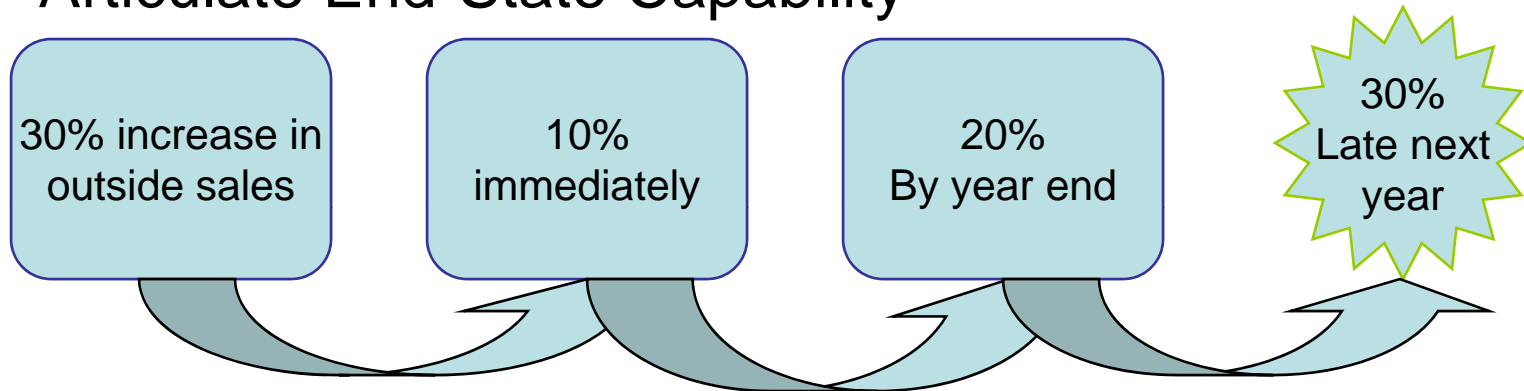 Articulate End State Capability
30% increase in
outside sales
10%
immediately
20%
By year end
30%
Late next
year